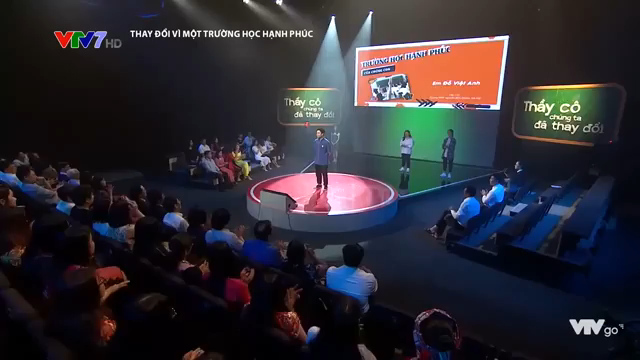 VTV7 HD
THAY ĐỔI VÌ MỘT TRƯỜNG HỌC HẠNH PHÚC
TRƯỜNG HỌC HẠNH PHÚC
Em Đỗ Việt Anh
Thầy cô
chúng ta
đã thay đổi
Thầy cô
chúng ta
đã thay đổi
VTV go